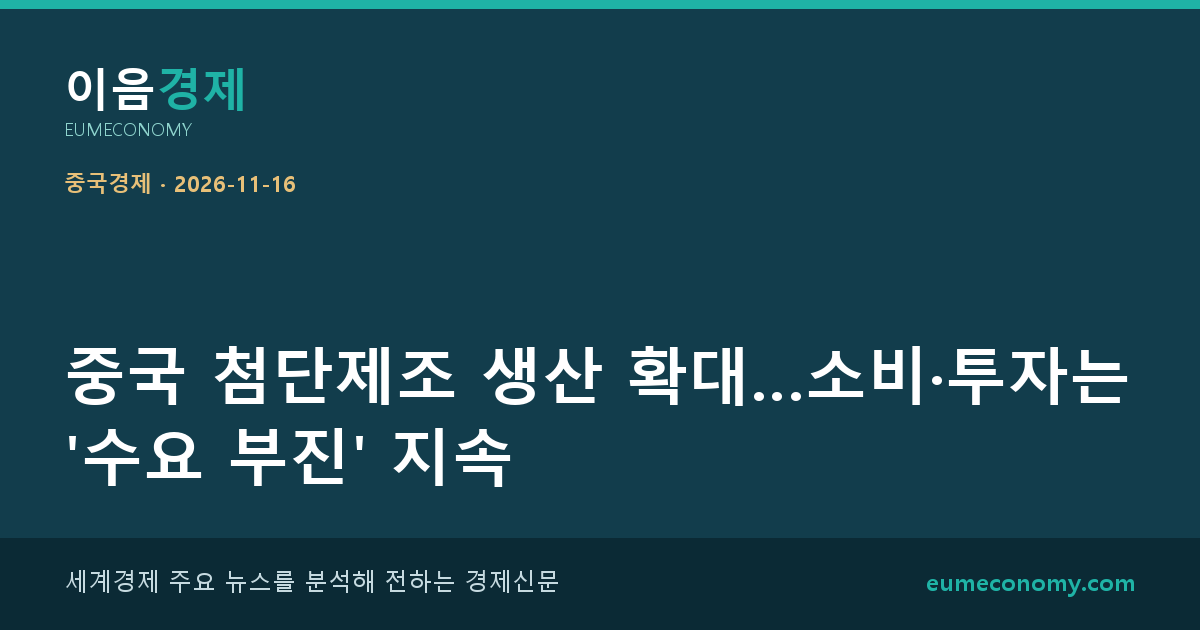 이음경제
EUMECONOMY
중국경제 · 2026-11-16
중국 첨단제조 생산 확대...소비·투자는
'수요 부진' 지속
세계경제 주요 뉴스를 분석해 전하는 경제신문
eumeconomy.com